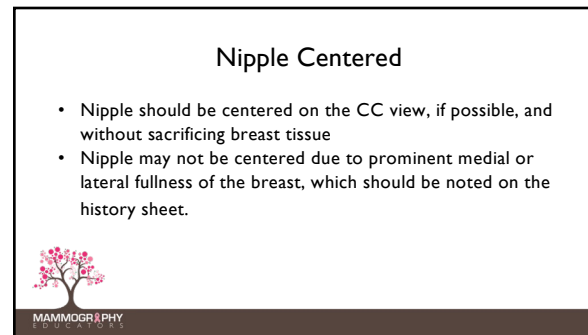 Nipple Centered
• Nipple should be centered on the CC view, if possible, and
without sacrificing breast tissue
• Nipple may not be centered due to prominent medial or
lateral fullness of the breast, which should be noted on the
history sheet.
MAMMOGRAPHY
EDUCATORS